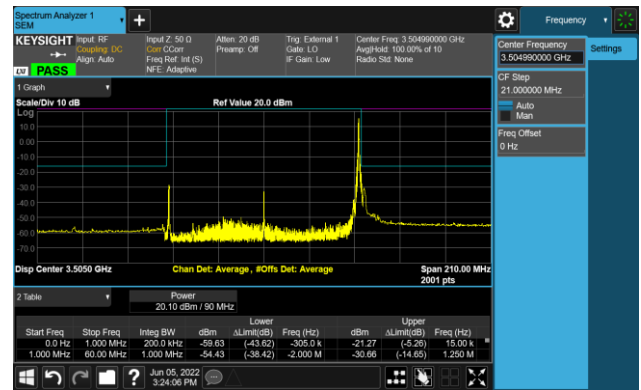 Spectrum Analyzer 1
SEM
Frequency
KEYSIGHT
Input: RF
Coupling: DC
Align: Auto
Input Z: 50 Ω
Corr CCorr
Freq Ref: Int (S)
NFE: Adaptive
Atten: 20 dB
Preamp: Off
Trig: External 1
Gate: LO
IF Gain: Low
Center Freq: 3.504990000 GHz
Avg|Hold: 100.00% of 10
Radio Std: None
LXI PASS
Center Frequency
3.504990000 GHz
Settings
CF Step
21.000000 MHz
Auto
Man
Freq Offset
0 Hz
1 Graph
Scale/Div 10 dB
Ref Value 20.0 dBm
Log
10.0
0.00
-10.0
-20.0
-30.0
-40.0
-50.0
-60.0
-70.0
Disp Center 3.5050 GHz
Chan Det: Average, #Offs Det: Average
Span 210.00 MHz
2001 pts
2 Table
Power
20.10 dBm / 90 MHz
Lower Upper
Start Freq Stop Freq Integ BW dBm ΔLimit(dB) Freq (Hz) dBm ΔLimit(dB) Freq (Hz)
0.0 Hz 1.000 MHz 200.0 kHz -59.63 (-43.62) -305.0 k -21.27 (-5.26) 15.00 k
1.000 MHz 60.00 MHz 1.000 MHz -54.43 (-38.42) -2.000 M -30.66 (-14.65) 1.250 M
?
Jun 05, 2022
3:24:06 PM